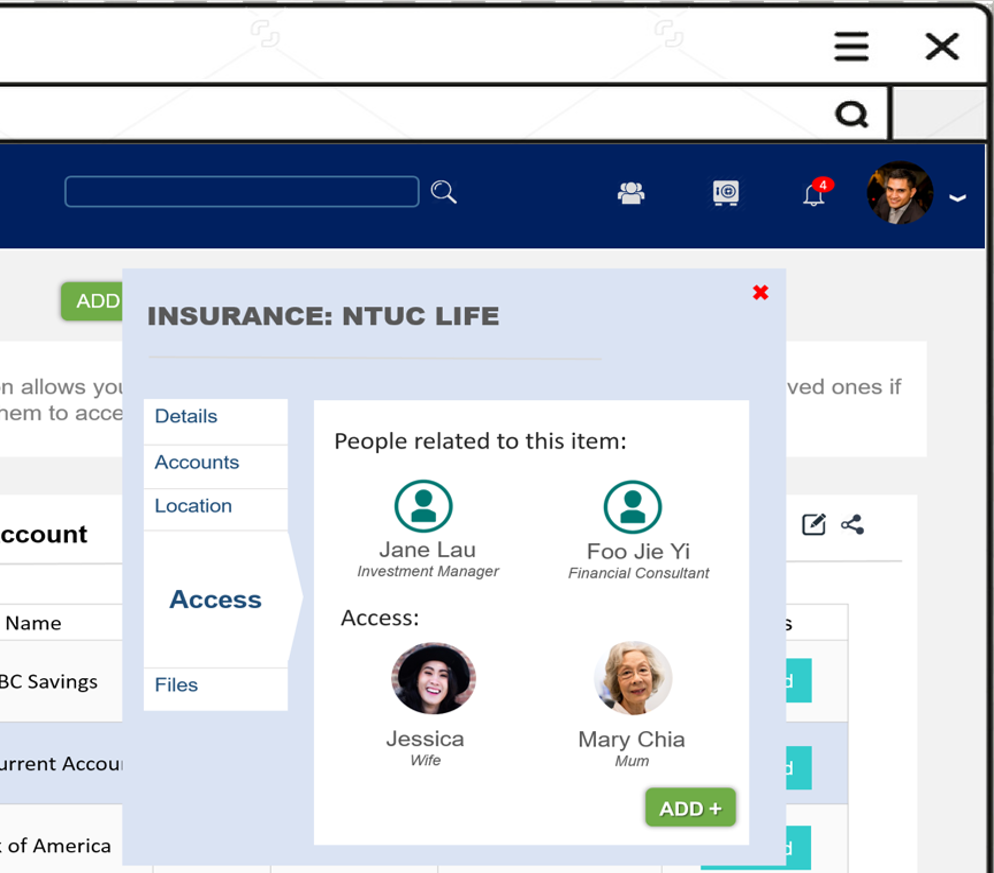 4
ADD
INSURANCE: NTUC LIFE
n allows you
ved ones if
hem to acce
Details
Accounts
Location
Access
Files
People related to this item:
Jane Lau
Foo Jie Yi
Investment Manager
Financial Consultant
Access:
Jessica
Mary Chia
Wife
Mum
ADD +
ccount
Name
s
BC Savings
d
urrent Accou
d
of America
d